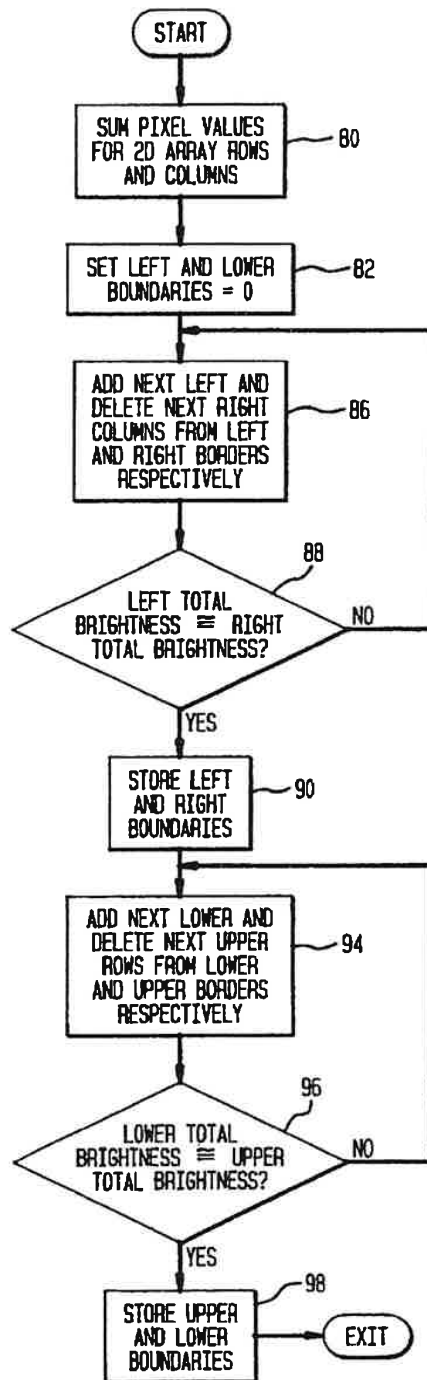 START
SUM PIXEL VALUES
FOR 2D ARRAY ROWS
AND COLUMNS
80
SET LEFT AND LOWER
BOUNDARIES = 0
82
ADD NEXT LEFT AND
DELETE NEXT RIGHT
COLUMNS FROM LEFT
AND RIGHT BORDERS
RESPECTIVELY
86
88
LEFT TOTAL
BRIGHTNESS ≅ RIGHT
TOTAL BRIGHTNESS?
NO
YES
STORE LEFT
AND RIGHT
BOUNDARIES
90
ADD NEXT LOWER AND
DELETE NEXT UPPER
ROWS FROM LOWER
AND UPPER BORDERS
RESPECTIVELY
94
96
LOWER TOTAL
BRIGHTNESS ≅ UPPER
TOTAL BRIGHTNESS?
NO
YES
98
STORE UPPER
AND LOWER
BOUNDARIES
EXIT